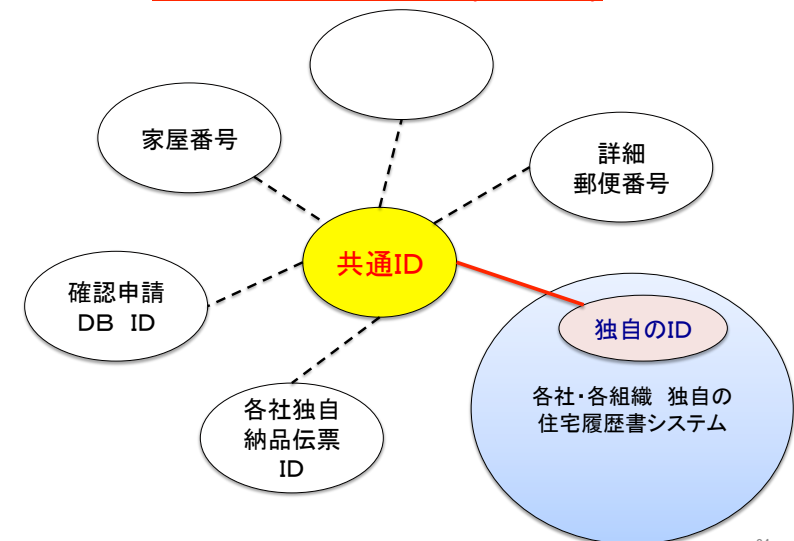 家屋番号
詳細
郵便番号
共通ID
確認申請
DB ID
独自のID
各社・各組織 独自の
住宅履歴書システム
各社独自
納品伝票
ID